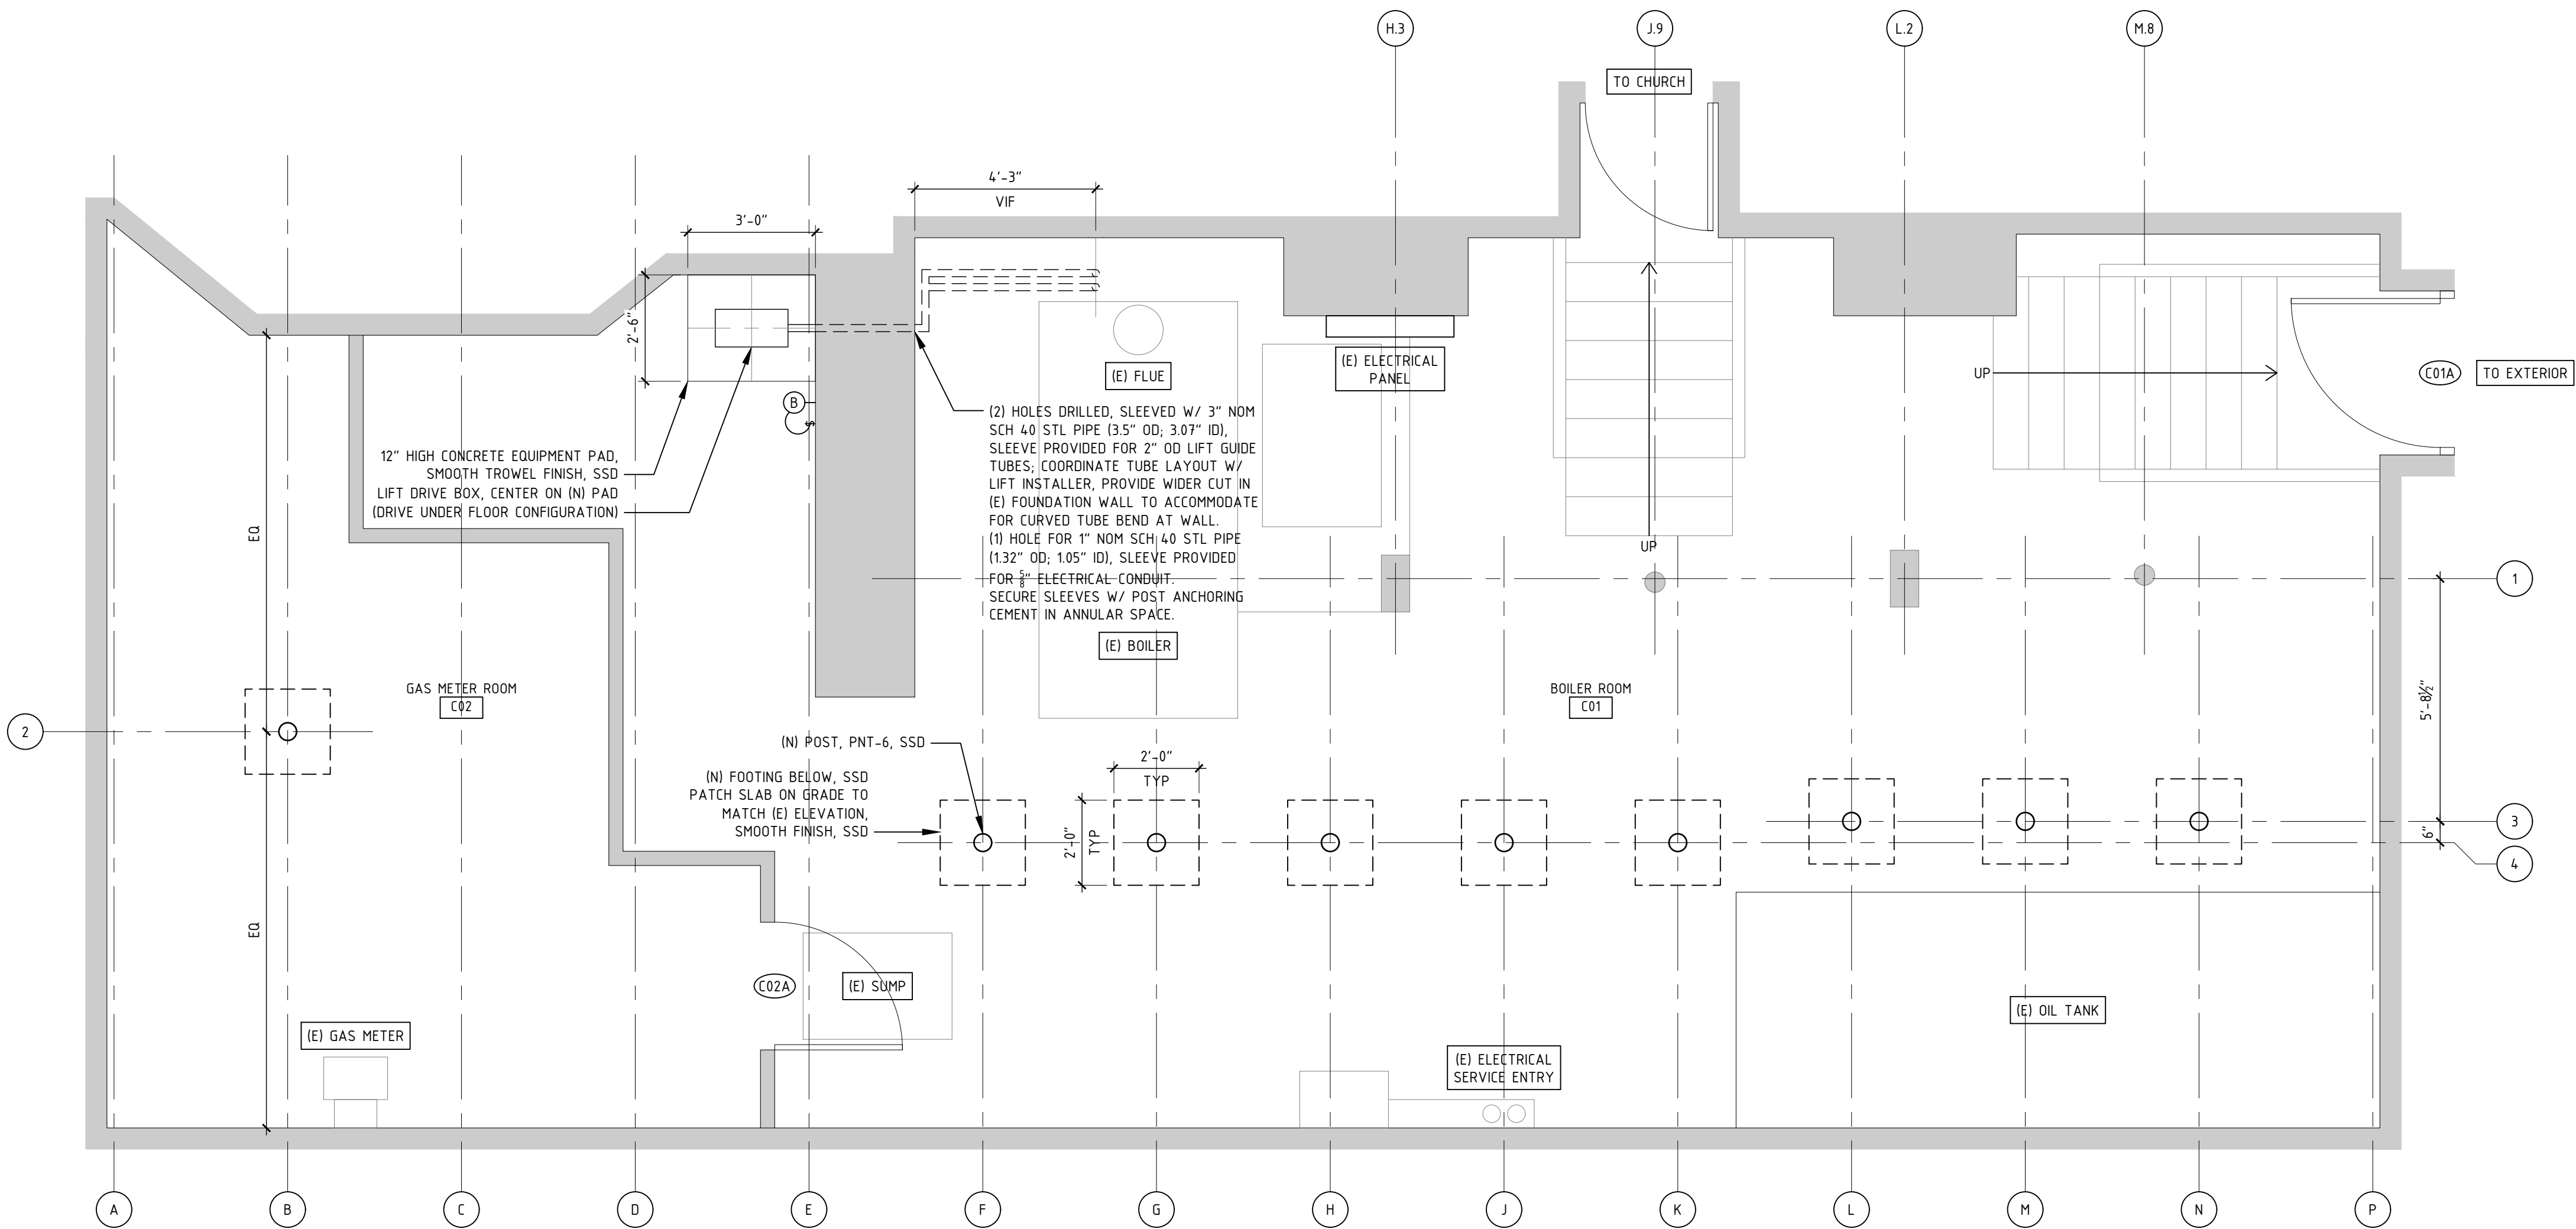 H.3
J.9
L.2
M.8
TO CHURCH
4'-3"
VIF
3'-0"
2'-6"
(E) FLUE
(E) ELECTRICAL
PANEL
UP
C01A
TO EXTERIOR
B
$
12" HIGH CONCRETE EQUIPMENT PAD,
SMOOTH TROWEL FINISH, SSD
LIFT DRIVE BOX, CENTER ON (N) PAD
(DRIVE UNDER FLOOR CONFIGURATION)
(2) HOLES DRILLED, SLEEVED W/ 3" NOM
SCH 40 STL PIPE (3.5" OD; 3.07" ID),
SLEEVE PROVIDED FOR 2" OD LIFT GUIDE
TUBES; COORDINATE TUBE LAYOUT W/
LIFT INSTALLER, PROVIDE WIDER CUT IN
(E) FOUNDATION WALL TO ACCOMMODATE
FOR CURVED TUBE BEND AT WALL.
(1) HOLE FOR 1" NOM SCH 40 STL PIPE
(1.32" OD; 1.05" ID), SLEEVE PROVIDED
FOR 5/8" ELECTRICAL CONDUIT.
SECURE SLEEVES W/ POST ANCHORING
CEMENT IN ANNULAR SPACE.
EQ
UP
1
(E) BOILER
GAS METER ROOM
C02
BOILER ROOM
C01
5'-8½"
2
(N) POST, PNT-6, SSD
(N) FOOTING BELOW, SSD
PATCH SLAB ON GRADE TO
MATCH (E) ELEVATION,
SMOOTH FINISH, SSD
2'-0"
TYP
2'-0"
TYP
3
6"
4
EQ
C02A
(E) SUMP
(E) OIL TANK
(E) GAS METER
(E) ELECTRICAL
SERVICE ENTRY
A
B
C
D
E
F
G
H
J
K
L
M
N
P